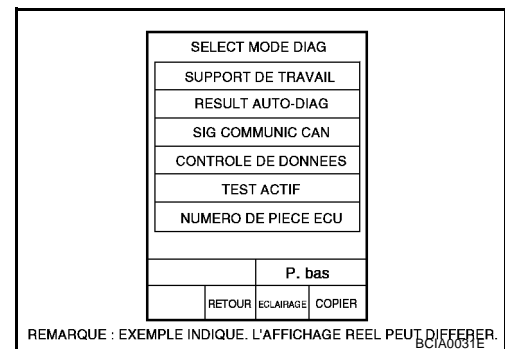 SELECT MODE DIAG
SUPPORT DE TRAVAIL
RESULT AUTO-DIAG
SIG COMMUNIC CAN
CONTROLE DE DONNEES
TEST ACTIF
NUMERO DE PIECE ECU
P. bas
RETOUR ECLAIRAGE COPIER
REMARQUE : EXEMPLE INDIQUE. L'AFFICHAGE REEL PEUT DIFFERER.
BCIA0031E